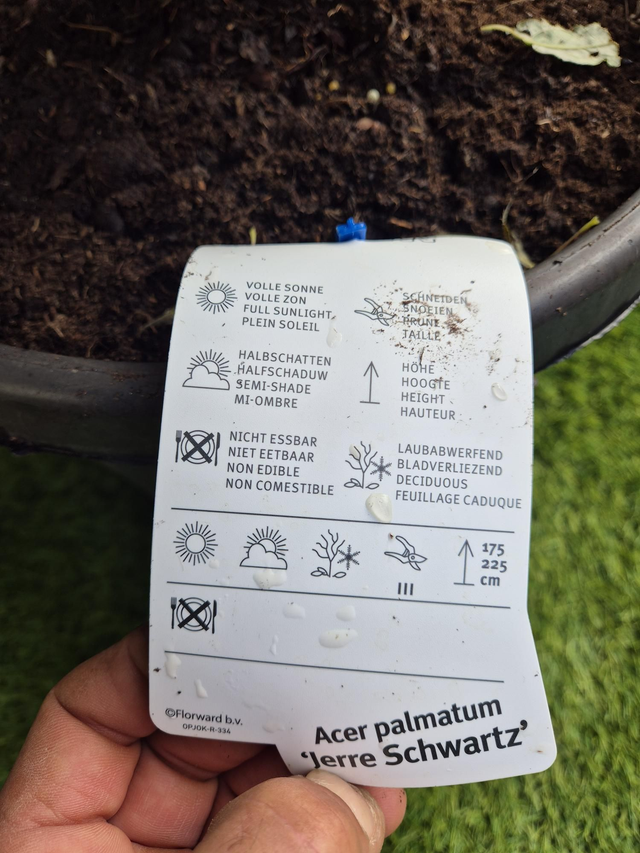 VOLLE SONNE
VOLLE ZON
FULL SUNLIGHT
PLEIN SOLEIL
SCHNEIDEN
SNOEIEN
PRUNE
TAILLE
HALBSCHATTEN
HALFSCHADUW
SEMI-SHADE
MI-OMBRE
HÖHE
HOOGTE
HEIGHT
HAUTEUR
NICHT ESSBAR
NIET EETBAAR
NON EDIBLE
NON COMESTIBLE
LAUBABWERFEND
BLADVERLIEZEND
DECIDUOUS
FEUILLAGE CADUQUE
III
175
225
cm
©Florward b.v.
OPJOK-R-334
Acer palmatum
‘Jerre Schwartz’